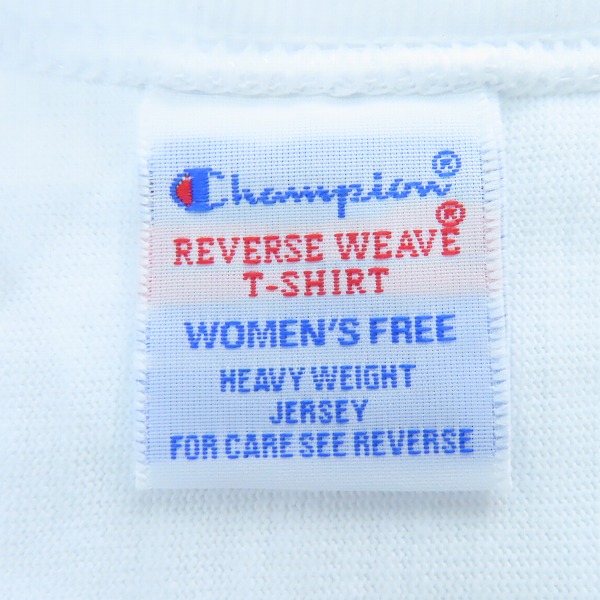 Champion®
REVERSE WEAVE®
T-SHIRT
WOMEN'S FREE
HEAVY WEIGHT
JERSEY
FOR CARE SEE REVERSE